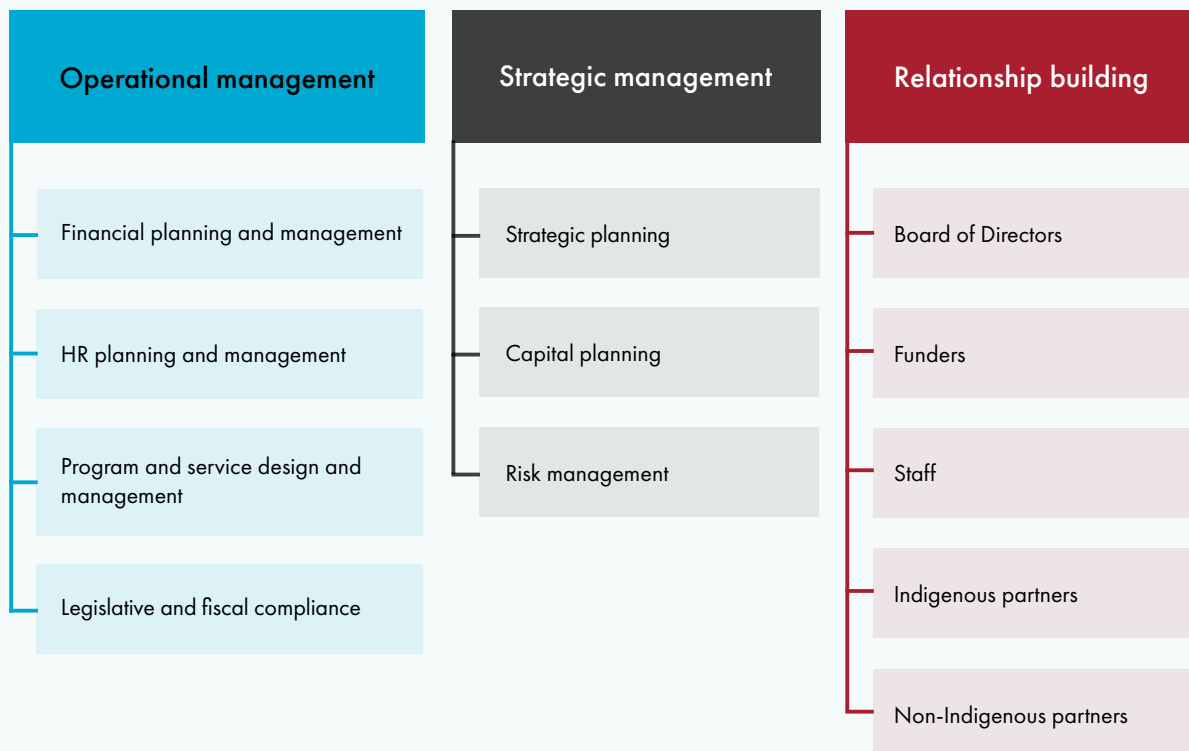 Operational management
Financial planning and management
HR planning and management
Program and service design and
management
Legislative and fiscal compliance
Strategic management
Strategic planning
Capital planning
Risk management
Relationship building
Board of Directors
Funders
Staff
Indigenous partners
Non-Indigenous partners